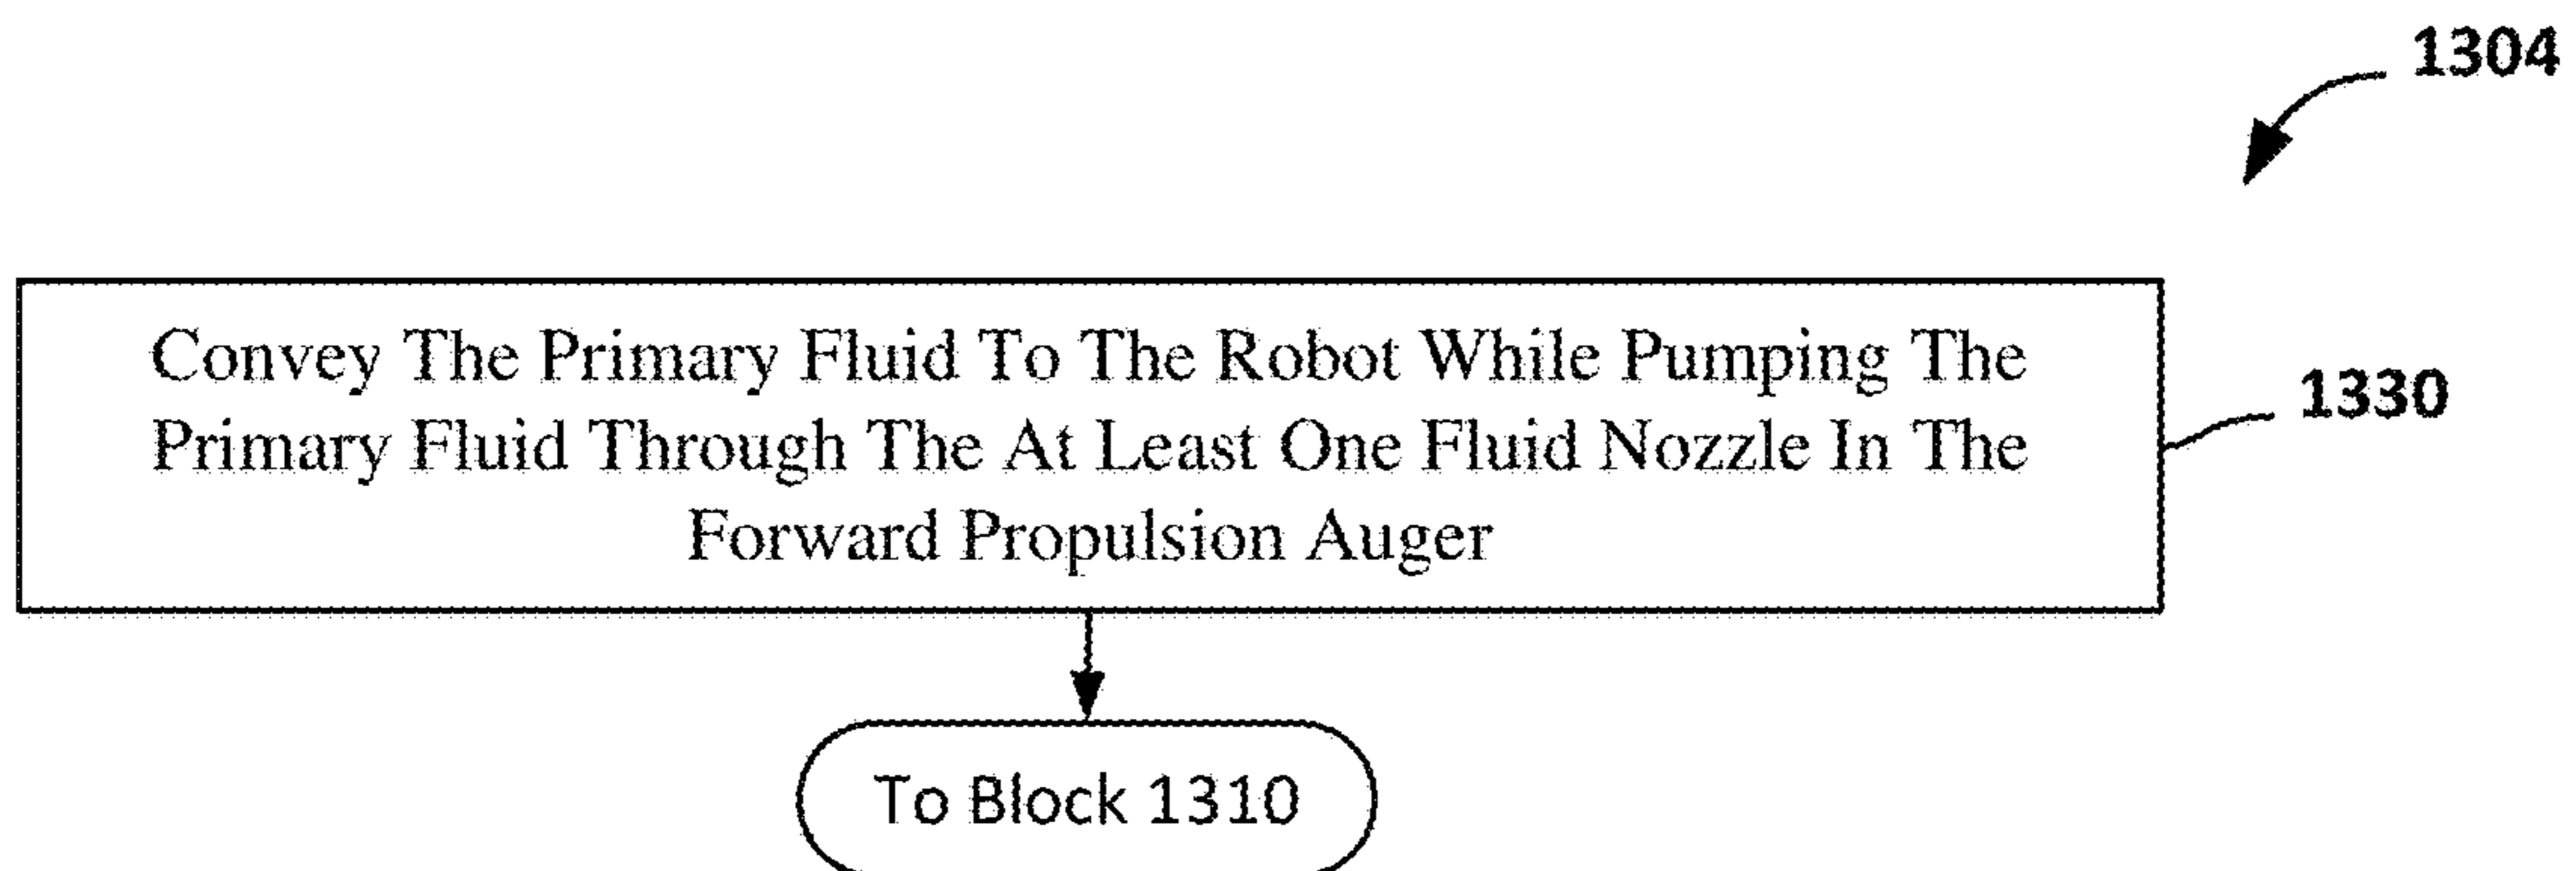 1304
Convey The Primary Fluid To The Robot While Pumping The
Primary Fluid Through The At Least One Fluid Nozzle In The
Forward Propulsion Auger
1330
To Block 1310